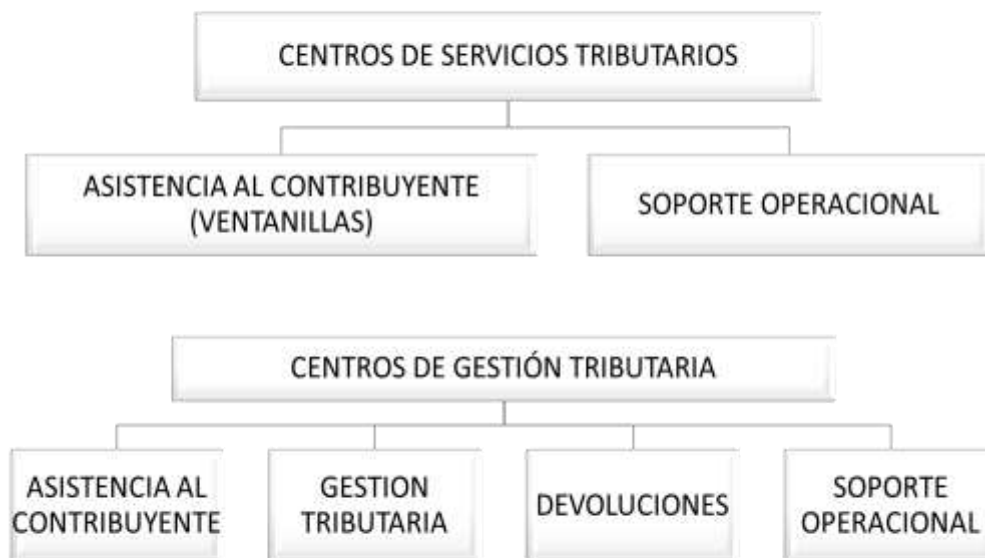 CENTROS DE SERVICIOS TRIBUTARIOS
ASISTENCIA AL CONTRIBUYENTE
(VENTANILLAS)
SOPORTE OPERACIONAL
CENTROS DE GESTIÓN TRIBUTARIA
ASISTENCIA AL
CONTRIBUYENTE
GESTION
TRIBUTARIA
DEVOLUCIONES
SOPORTE
OPERACIONAL